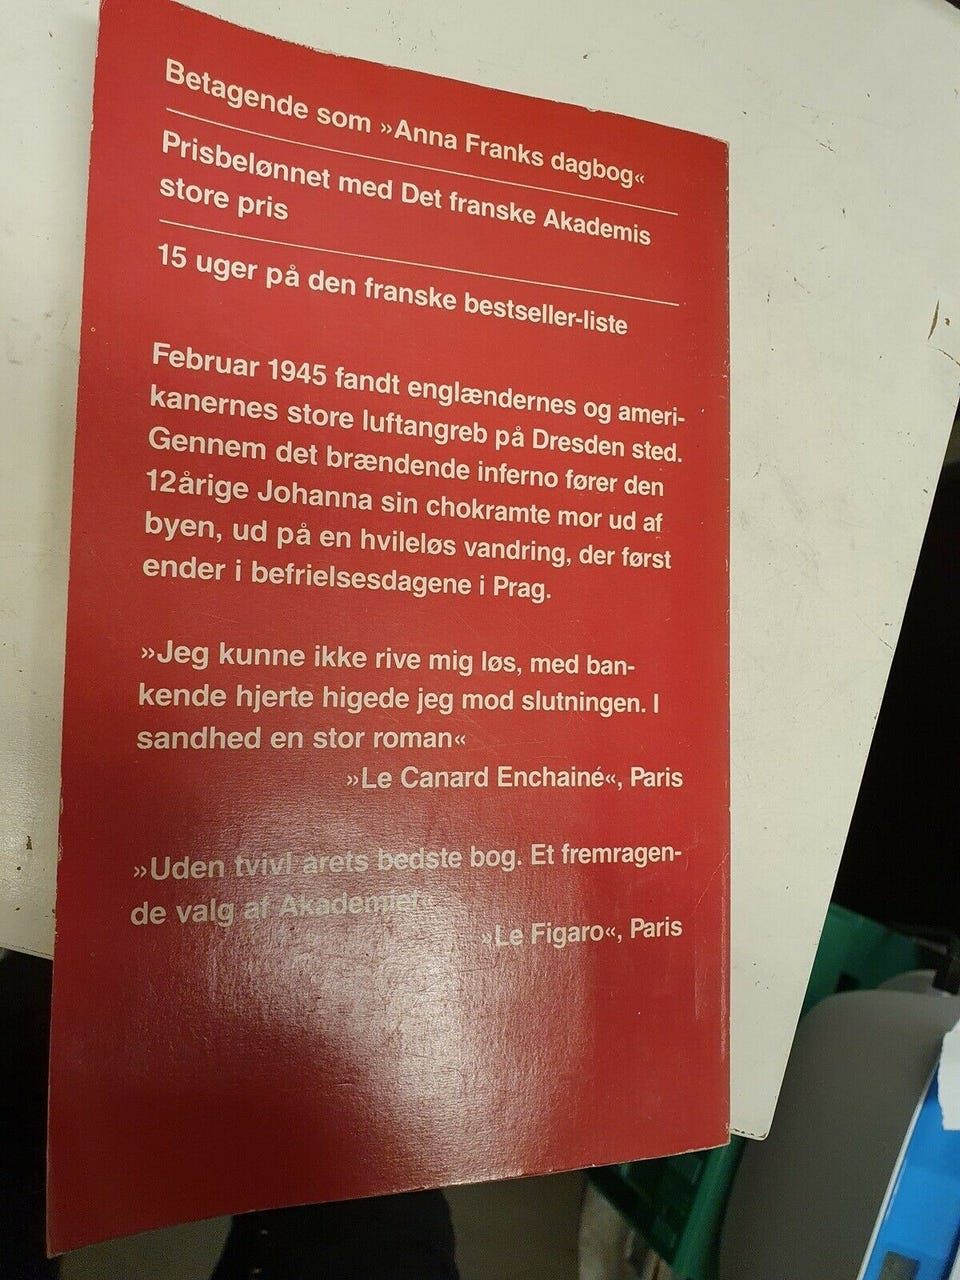 Betagende som »Anna Franks dagbog«
Prisbelønnet med Det franske Akademis
store pris
15 uger på den franske bestseller-liste
Februar 1945 fandt englændernes og ameri-
kanernes store luftangreb på Dresden sted.
Gennem det brændende inferno fører den
12årige Johanna sin chokramte mor ud af
byen, ud på en hvileløs vandring, der først
ender i befrielsesdagene i Prag.
»Jeg kunne ikke rive mig løs, med ban-
kende hjerte higede jeg mod slutningen. I
sandhed en stor roman«
»Le Canard Enchainé«, Paris
»Uden tvivl årets bedste bog. Et fremragen-
de valg af Akademiet«
»Le Figaro«, Paris